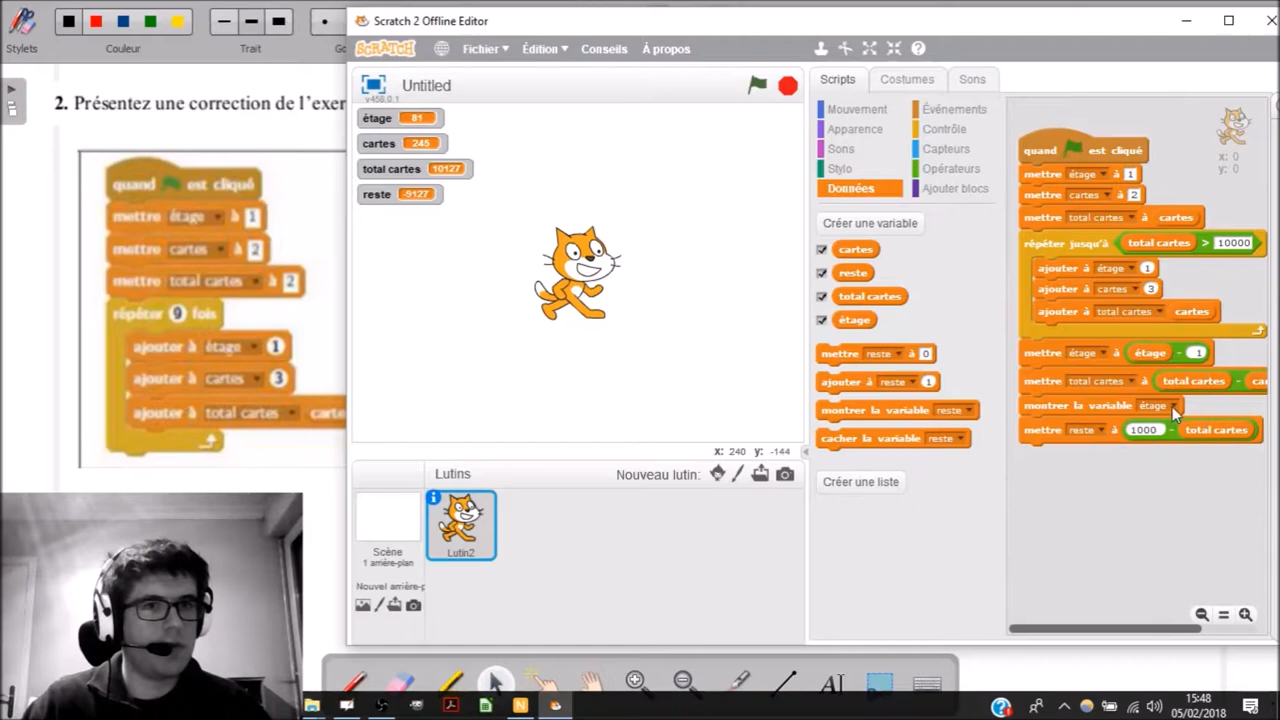 Stylets
Couleur
Trait
2. Présentez une correction de l'exer
quand est cliqué
mettre étage à 1
mettre cartes à 2
mettre total cartes à 2
répéter 9 fois
ajouter à étage 1
ajouter à cartes 3
ajouter à total cartes
Scratch 2 Offline Editor
SCRATCH
Fichier
Édition
Conseils
À propos
Untitled
v458.0.1
étage 81
cartes 245
total cartes 10127
reste -9127
x: 240 y: -144
Lutins
Nouveau lutin:
Scène
1 arrière-plan
Nouvel arrière-p
Lutin2
Scripts
Costumes
Sons
Mouvement
Événements
Apparence
Contrôle
Sons
Capteurs
Stylo
Opérateurs
Données
Ajouter blocs
Créer une variable
cartes
reste
total cartes
étage
mettre reste à 0
ajouter à reste 1
montrer la variable reste
cacher la variable reste
Créer une liste
x: 0
y: 0
quand est cliqué
mettre étage à 1
mettre cartes à 2
mettre total cartes à cartes
répéter jusqu'à total cartes > 10000
ajouter à étage 1
ajouter à cartes 3
ajouter à total cartes cartes
mettre étage à étage - 1
mettre total cartes à total cartes - car
montrer la variable étage
mettre reste à 1000 - total cartes
15:48
05/02/2018